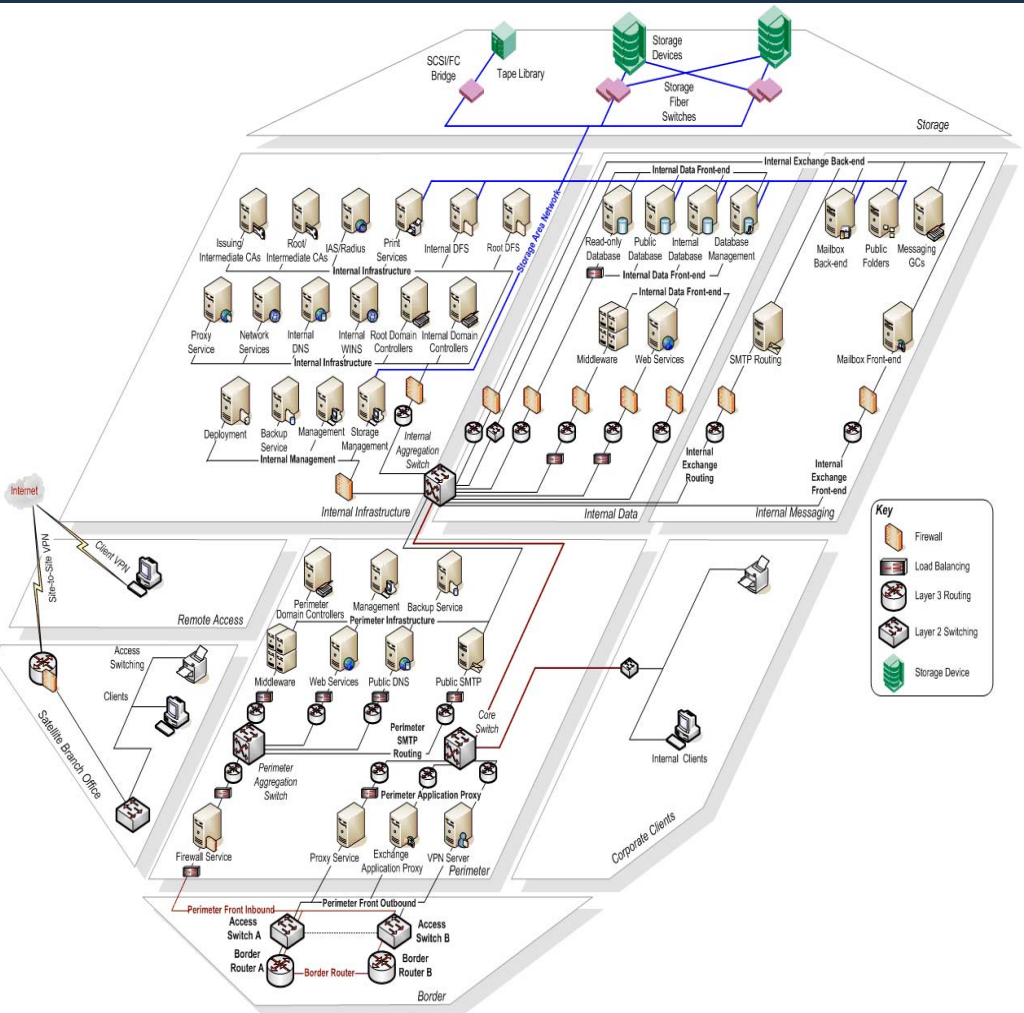 SCSI/FC
Bridge
Tape Library
Storage
Devices
Storage
Fiber
Switches
Storage
Internal Exchange Back-end
Internal Data Front-end
Storage Area Network
Issuing/
Intermediate CAs
Root/
Intermediate CAs
IAS/Radius
Print
Services
Internal DFS
Root DFS
Internal Infrastructure
Read-only
Database
Public
Database
Internal
Database
Database
Management
Internal Data Front-end
Mailbox
Back-end
Public
Folders
Messaging
GCs
Proxy
Service
Network
Services
Internal
DNS
Internal
WINS
Root Domain
Controllers
Internal Domain
Controllers
Internal Infrastructure
Internal Data Front-end
Middleware
Web Services
SMTP Routing
Mailbox Front-end
Deployment
Backup
Service
Management
Storage
Management
Internal Management
Internal
Aggregation
Switch
Internal
Exchange
Routing
Internal
Exchange
Front-end
Internal Infrastructure
Internal Data
Internal Messaging
Internet
Site-to-Site VPN
Client VPN
Remote Access
Key
Firewall
Load Balancing
Layer 3 Routing
Layer 2 Switching
Storage Device
Perimeter
Domain Controllers
Management
Backup Service
Perimeter Infrastructure
Middleware
Web Services
Public DNS
Public SMTP
Core
Switch
Perimeter
SMTP
Routing
Perimeter
Aggregation
Switch
Perimeter Application Proxy
Firewall Service
Proxy Service
Exchange
Application Proxy
VPN Server
Perimeter
Access
Switching
Clients
Satellite Branch Office
Internal Clients
Corporate Clients
Perimeter Front Inbound
Perimeter Front Outbound
Access
Switch A
Access
Switch B
Border
Router A
Border Router
Border
Router B
Border